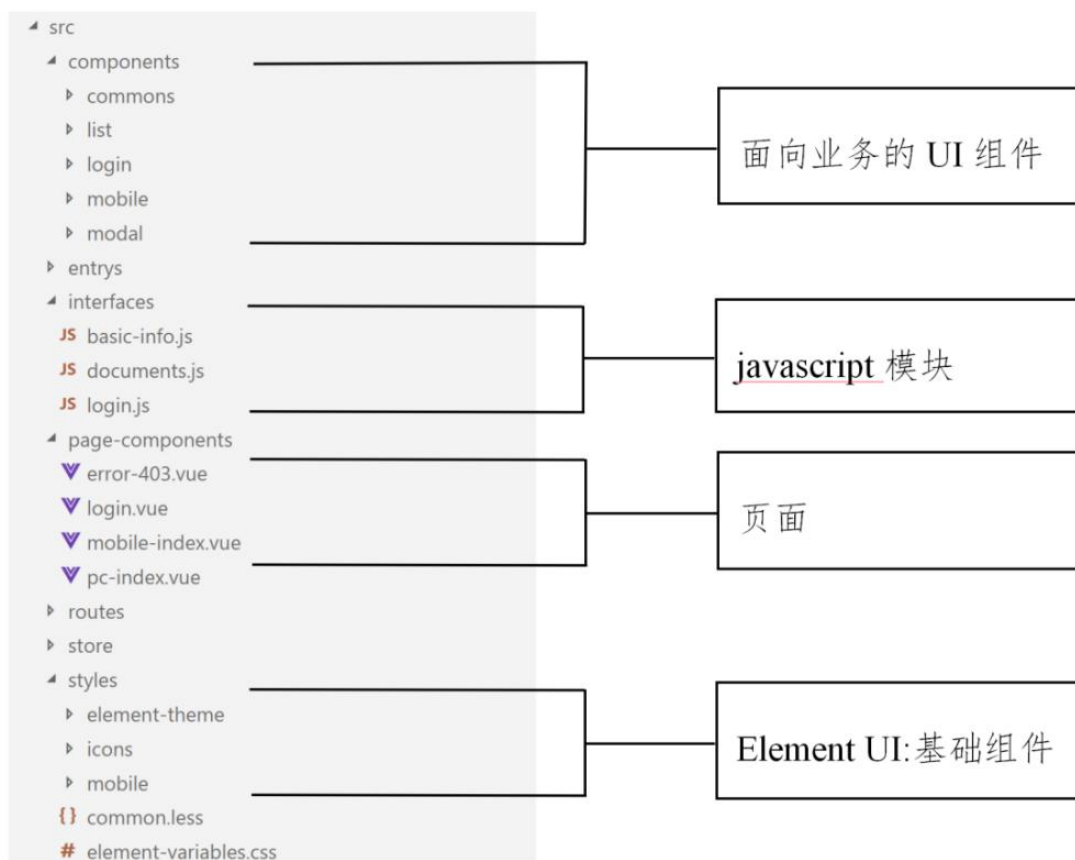 src
components
commons
list
login
mobile
modal
面向业务的 UI 组件
entrys
interfaces
JS basic-info.js
JS documents.js
JS login.js
javascript 模块
page-components
error-403.vue
login.vue
mobile-index.vue
pc-index.vue
页面
routes
store
styles
element-theme
icons
mobile
Element UI:基础组件
{ } common.less
# element-variables.css